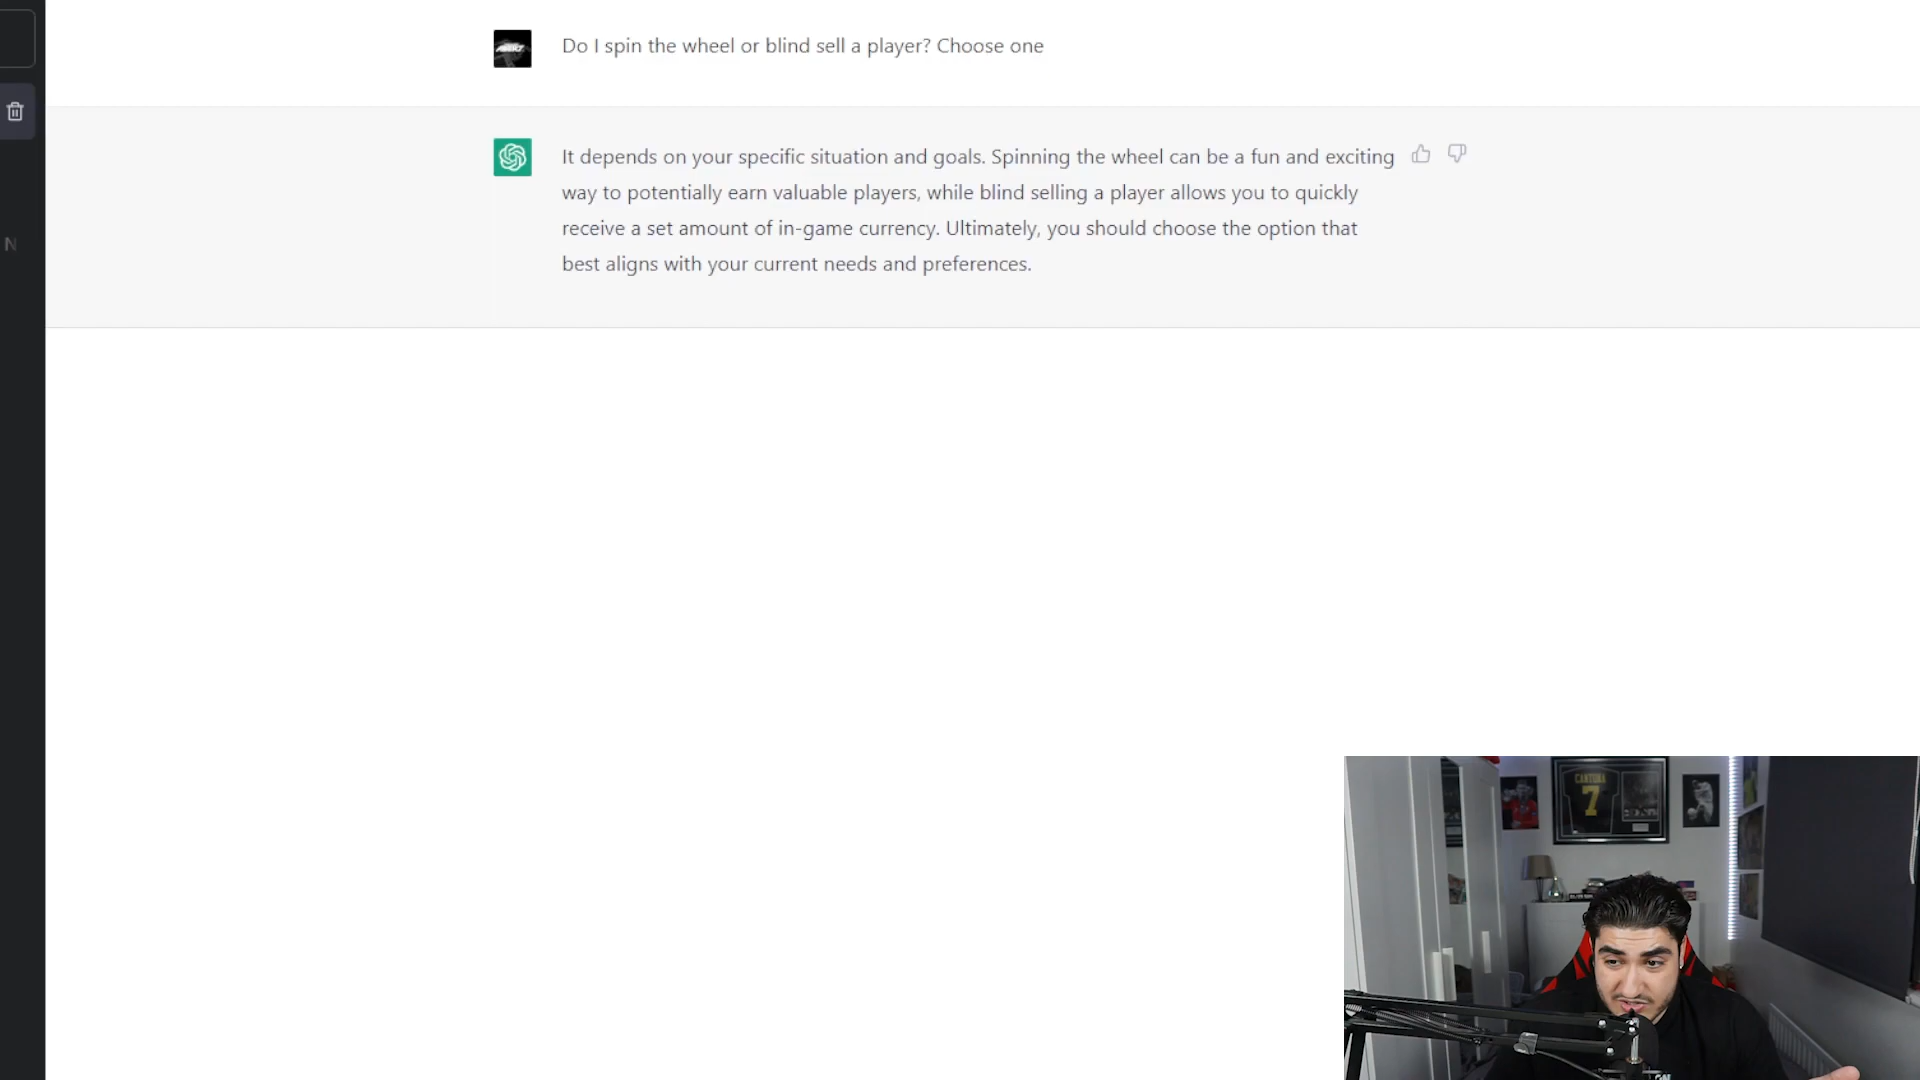 Do I spin the wheel or blind sell a player? Choose one
It depends on your specific situation and goals. Spinning the wheel can be a fun and exciting
way to potentially earn valuable players, while blind selling a player allows you to quickly
receive a set amount of in-game currency. Ultimately, you should choose the option that
best aligns with your current needs and preferences.
N
CANTONA
7